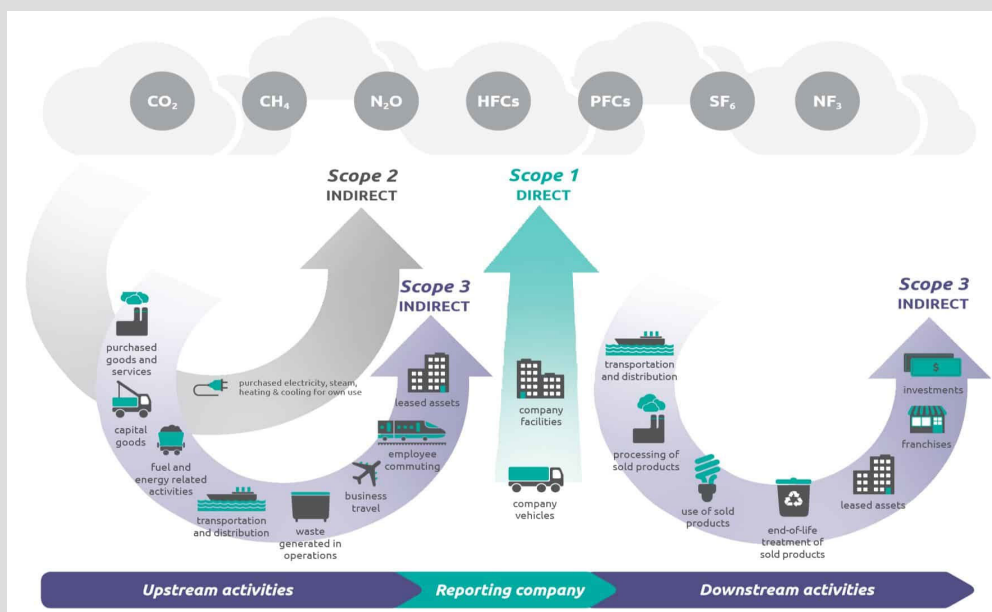 CO₂
CH₄
N₂O
HFCs
PFCs
SF₆
NF₃
Scope 2
INDIRECT
Scope 1
DIRECT
Scope 3
INDIRECT
Scope 3
INDIRECT
purchased
goods and
services
capital
goods
fuel and
energy related
activities
transportation
and distribution
waste
generated in
operations
business
travel
employee
commuting
leased assets
purchased electricity, steam,
heating & cooling for own use
company
facilities
company
vehicles
transportation
and distribution
processing of
sold products
use of sold
products
end-of-life
treatment of
sold products
leased assets
franchises
investments
$
Upstream activities
Reporting company
Downstream activities